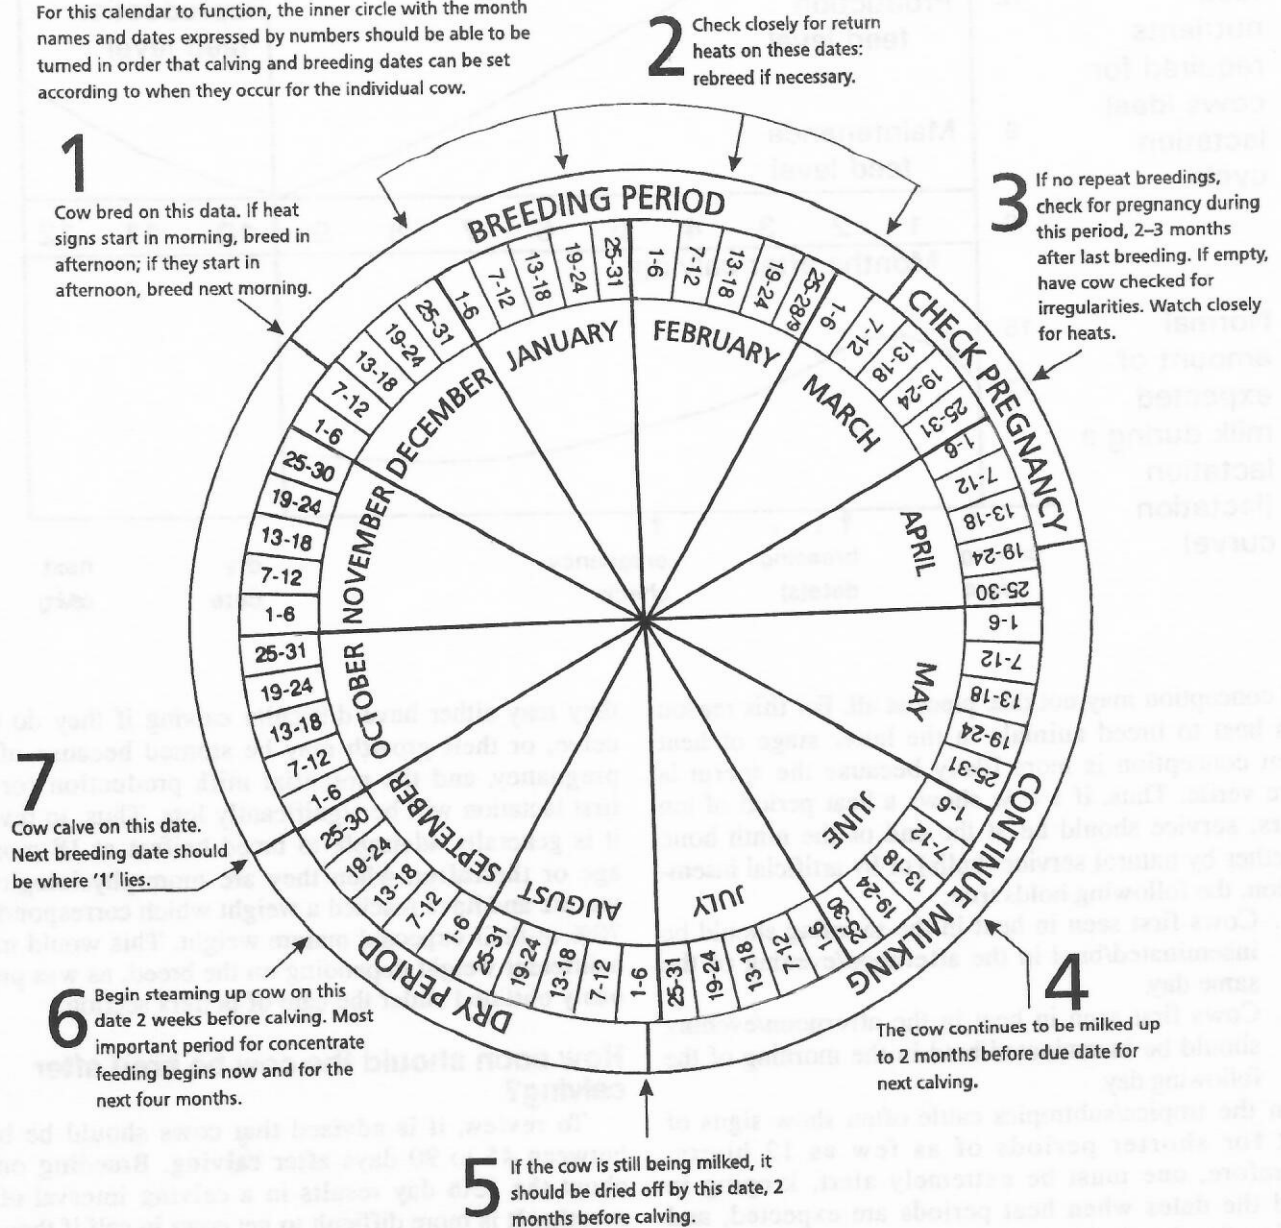 For this calendar to function, the inner circle with the month
names and dates expressed by numbers should be able to be
turned in order that calving and breeding dates can be set
according to when they occur for the individual cow.
1
Cow bred on this data. If heat
signs start in morning, breed in
afternoon; if they start in
afternoon, breed next morning.
2
Check closely for return
heats on these dates:
rebreed if necessary.
3
If no repeat breedings,
check for pregnancy during
this period, 2–3 months
after last breeding. If empty,
have cow checked for
irregularities. Watch closely
for heats.
BREEDING PERIOD
CHECK PREGNANCY
CONTINUE MILKING
DRY PERIOD
JANUARY
1-6
7-12
13-18
19-24
25-31
FEBRUARY
1-6
7-12
13-18
19-24
25-28/9
MARCH
1-6
7-12
13-18
19-24
25-31
APRIL
1-6
7-12
13-18
19-24
25-30
MAY
1-6
7-12
13-18
19-24
25-31
JUNE
1-6
7-12
13-18
19-24
25-30
JULY
1-6
7-12
13-18
19-24
25-31
AUGUST
1-6
7-12
13-18
19-24
25-31
SEPTEMBER
1-6
7-12
13-18
19-24
25-30
OCTOBER
1-6
7-12
13-18
19-24
25-31
NOVEMBER
1-6
7-12
13-18
19-24
25-30
DECEMBER
1-6
7-12
13-18
19-24
25-31
4
The cow continues to be milked up
to 2 months before due date for
next calving.
5
If the cow is still being milked, it
should be dried off by this date, 2
months before calving.
6
Begin steaming up cow on this
date 2 weeks before calving. Most
important period for concentrate
feeding begins now and for the
next four months.
7
Cow calve on this date.
Next breeding date should
be where '1' lies.